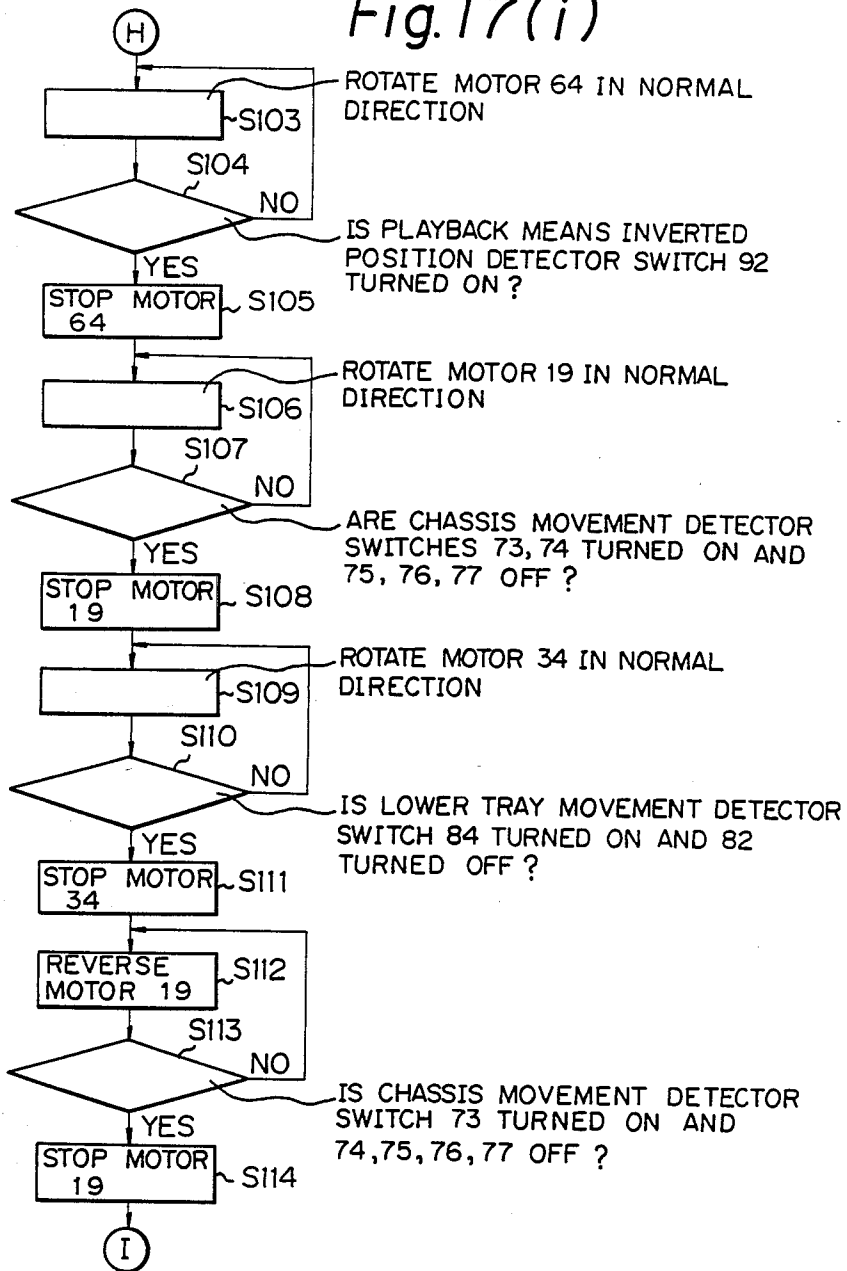 Fig. 17(i)
H
ROTATE MOTOR 64 IN NORMAL
DIRECTION
S103
S104
NO
IS PLAYBACK MEANS INVERTED
POSITION DETECTOR SWITCH 92
TURNED ON ?
YES
STOP MOTOR
64
S105
ROTATE MOTOR 19 IN NORMAL
DIRECTION
S106
S107
NO
ARE CHASSIS MOVEMENT DETECTOR
SWITCHES 73, 74 TURNED ON AND
75, 76, 77 OFF ?
YES
STOP MOTOR
19
S108
ROTATE MOTOR 34 IN NORMAL
DIRECTION
S109
S110
NO
IS LOWER TRAY MOVEMENT DETECTOR
SWITCH 84 TURNED ON AND 82
TURNED OFF ?
YES
STOP MOTOR
34
S111
REVERSE
MOTOR 19
S112
S113
NO
IS CHASSIS MOVEMENT DETECTOR
SWITCH 73 TURNED ON AND
74, 75, 76, 77 OFF ?
YES
STOP MOTOR
19
S114
I